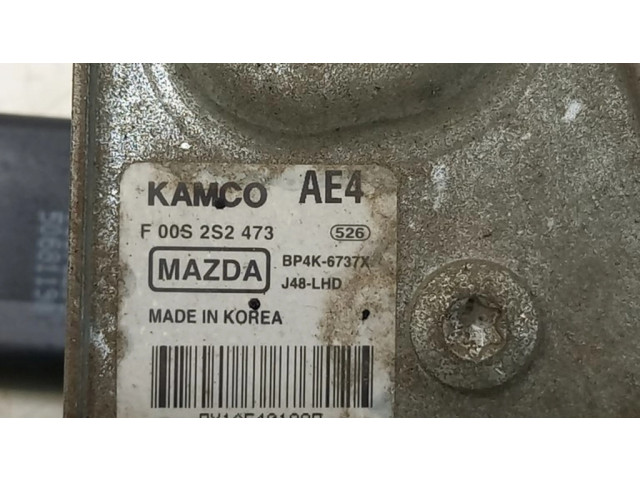 KAMCO AE4
F 00S 2S2 473 526
MAZDA BP4K-6737X
J48-LHD
MADE IN KOREA